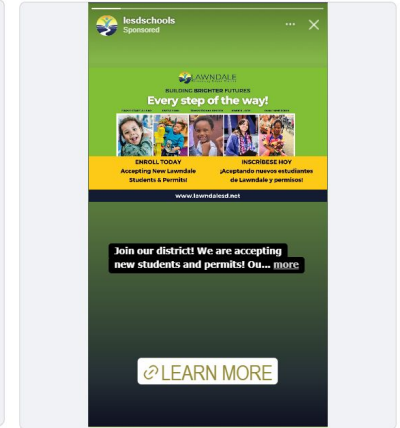 lesdschools
Sponsored
LAWNDALE
BUILDING BRIGHTER FUTURES
Every step of the way!
ENROLL TODAY
Accepting New Lawndale
Students & Permits!
INSCRÍBESE HOY
¡Aceptando nuevos estudiantes
de Lawndale y permisos!
www.lawndalesd.net
Join our district! We are accepting
new students and permits! Ou... more
LEARN MORE